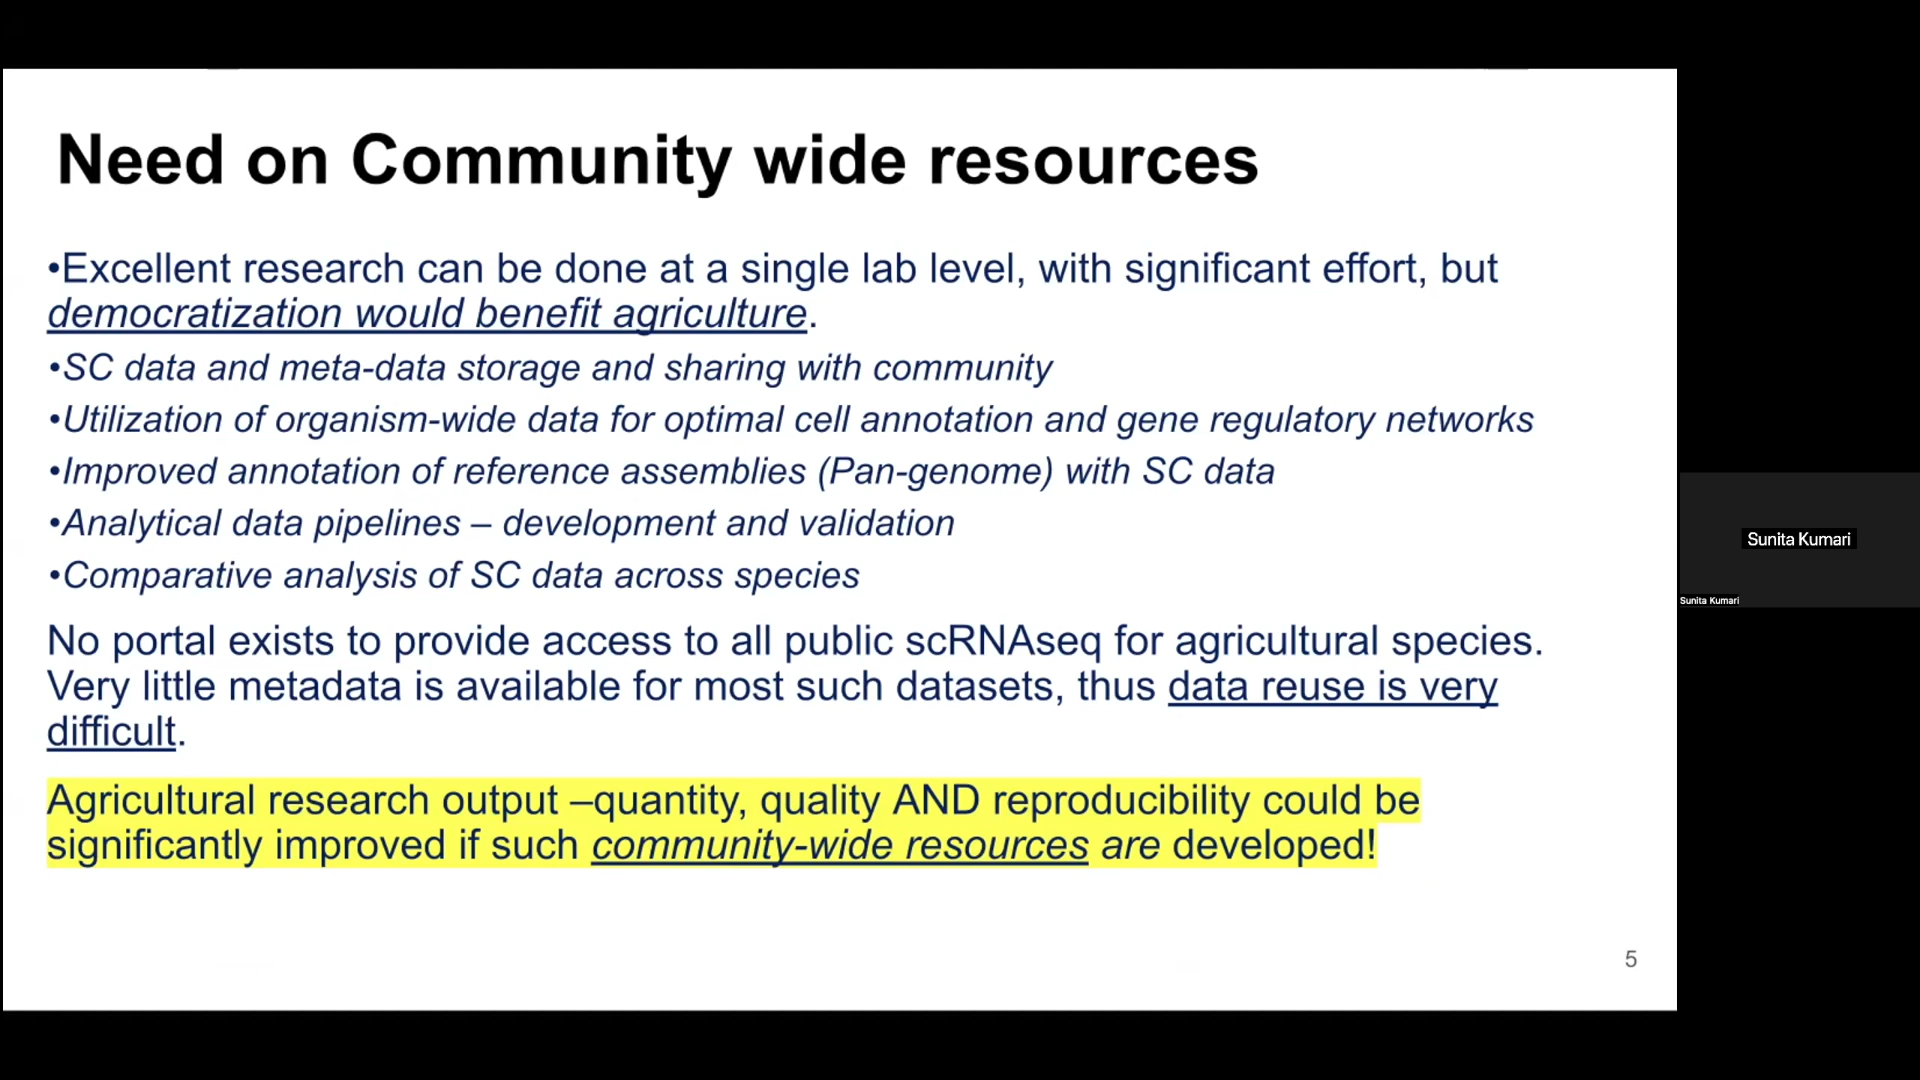 Need on Community wide resources
•Excellent research can be done at a single lab level, with significant effort, but
democratization would benefit agriculture.
•SC data and meta-data storage and sharing with community
•Utilization of organism-wide data for optimal cell annotation and gene regulatory networks
•Improved annotation of reference assemblies (Pan-genome) with SC data
•Analytical data pipelines – development and validation
•Comparative analysis of SC data across species
No portal exists to provide access to all public scRNAseq for agricultural species.
Very little metadata is available for most such datasets, thus data reuse is very
difficult.
Agricultural research output –quantity, quality AND reproducibility could be
significantly improved if such community-wide resources are developed!
5
Sunita Kumari
Sunita Kumari